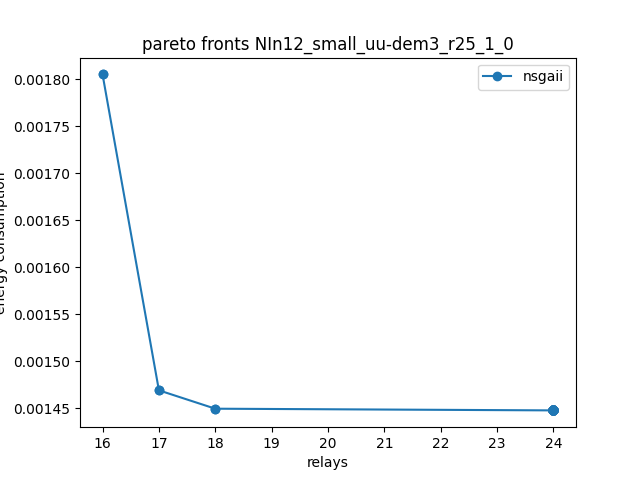 pareto fronts NIn12_small_uu-dem3_r25_1_0
nsgaii
0.00180
0.00175
0.00170
0.00165
0.00160
0.00155
0.00150
0.00145
energy consumption
16 17 18 19 20 21 22 23 24
relays